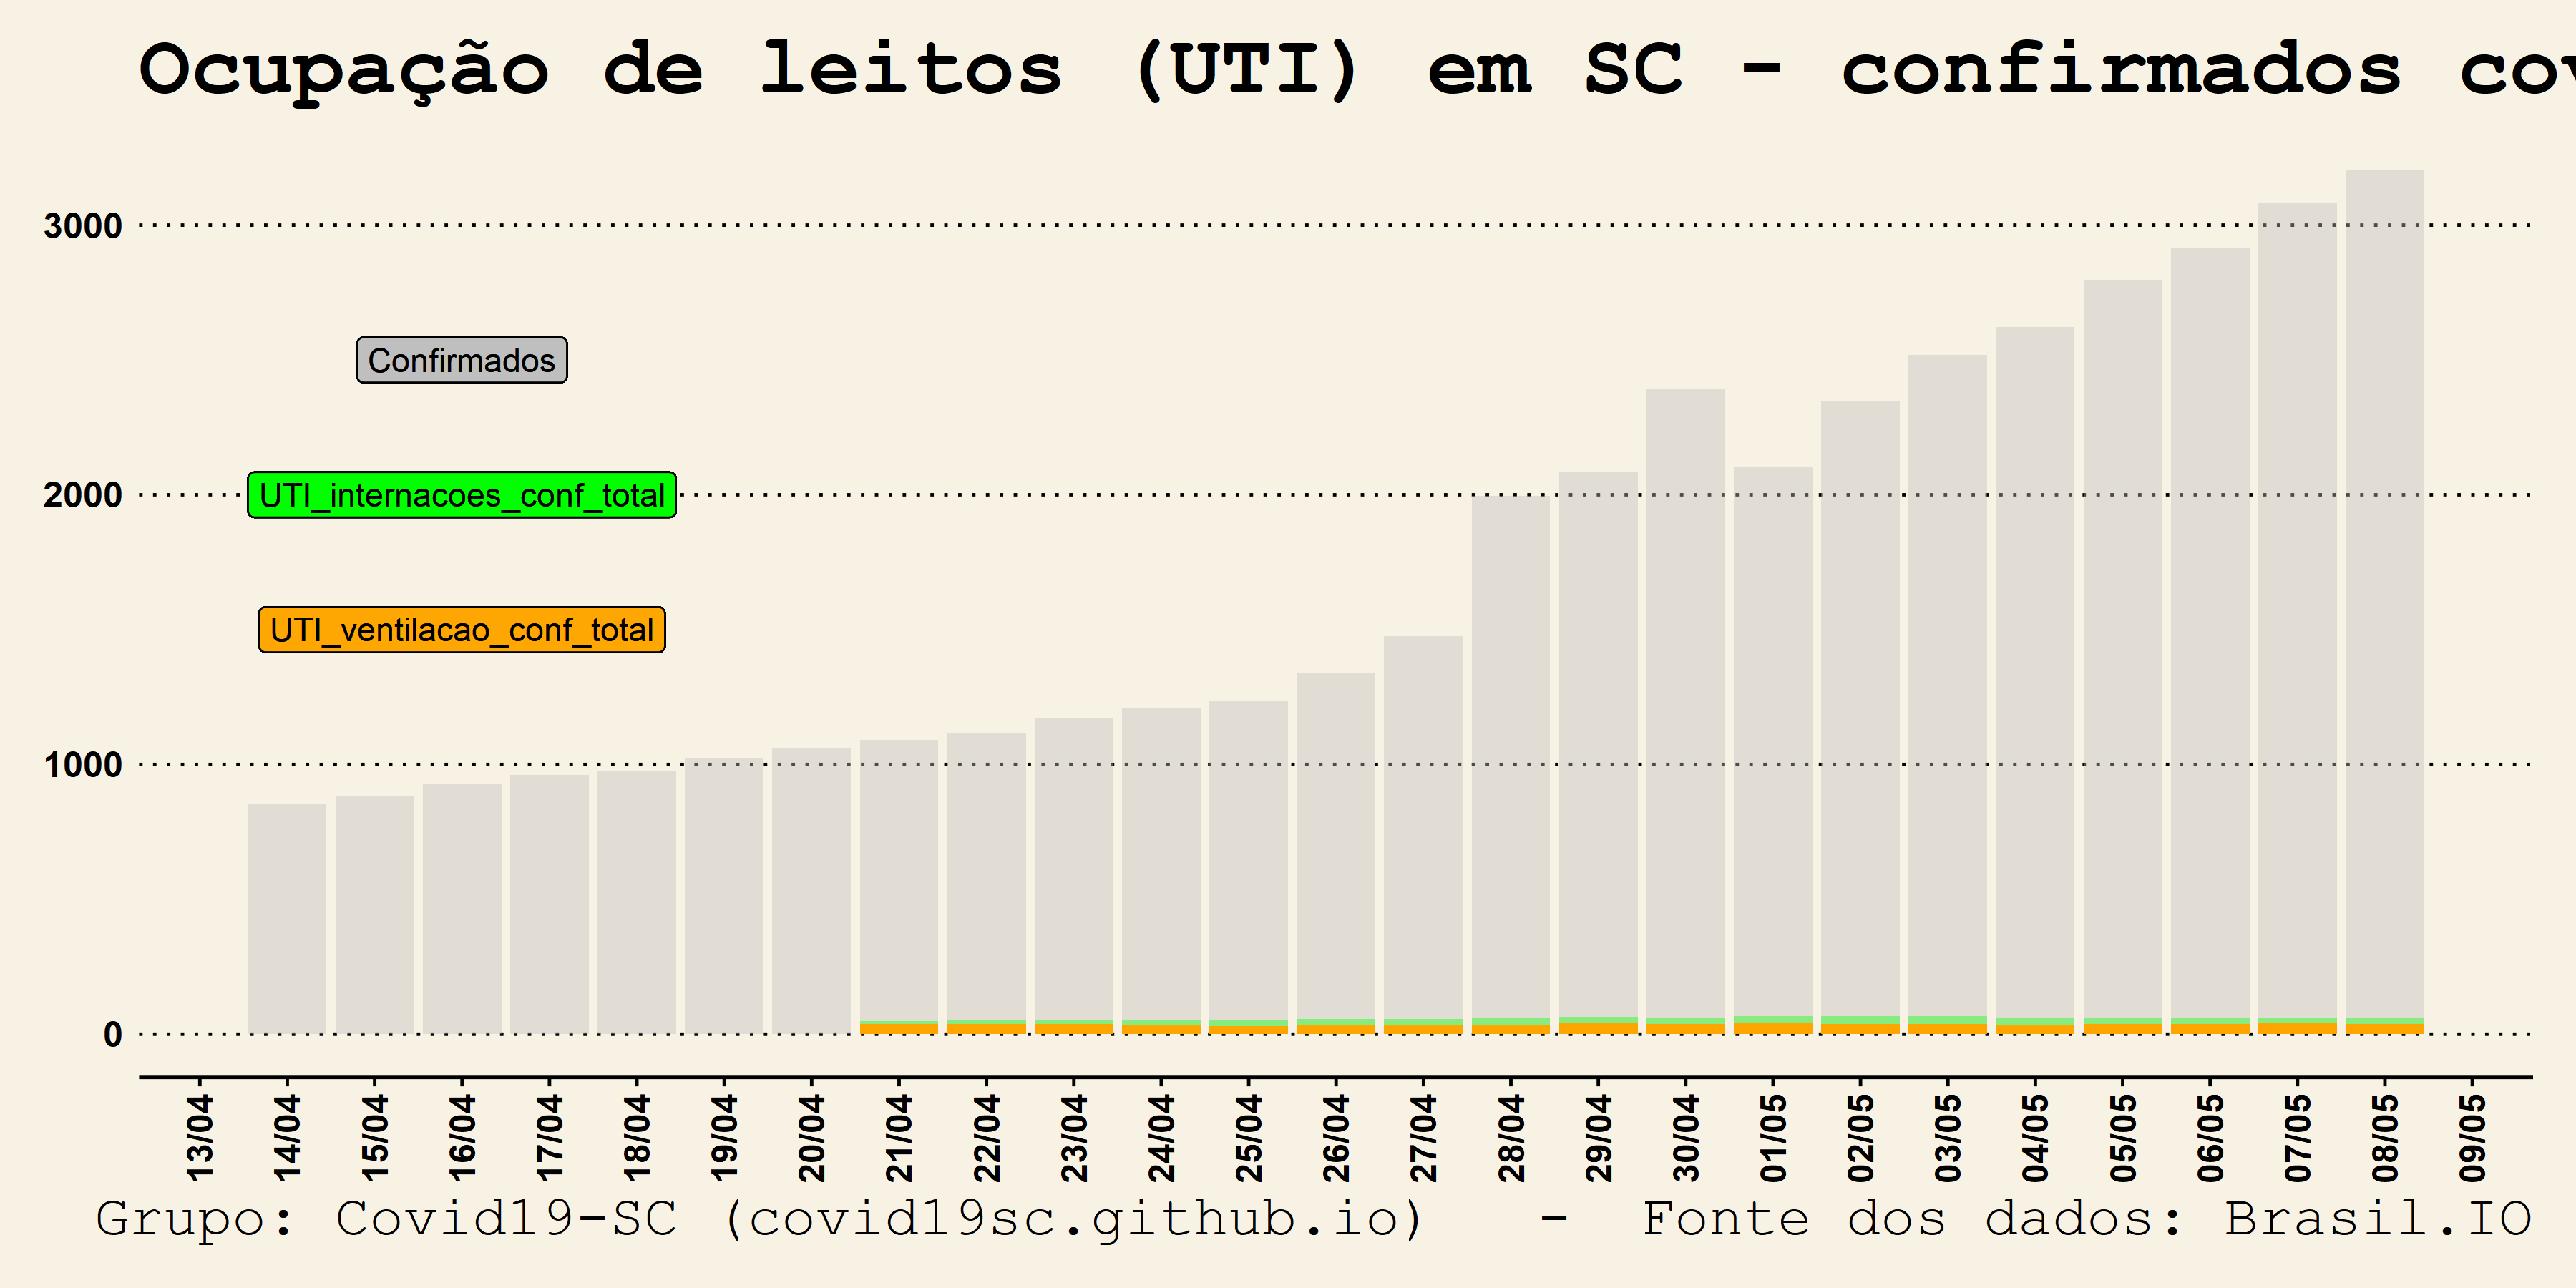 Ocupação de leitos (UTI) em SC - confirmados
3000
Confirmados
2000
UTI_internacoes_conf_total
UTI_ventilacao_conf_total
1000
0
13/04 14/04 15/04 16/04 17/04 18/04 19/04 20/04 21/04 22/04 23/04 24/04 25/04 26/04 27/04 28/04 29/04 30/04 01/05 02/05 03/05 04/05 05/05 06/05 07/05 08/05 09/05
Grupo: Covid19-SC (covid19sc.github.io) - Fonte dos dados: Brasil.IO